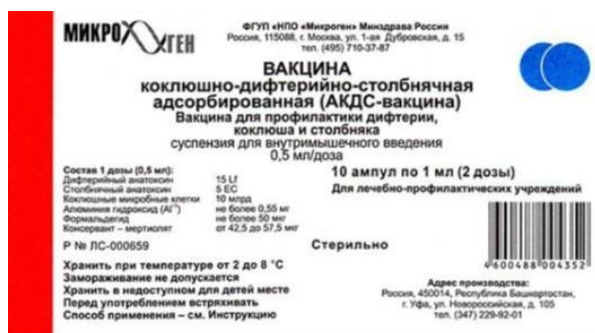 МИКРОГЕН
ФГУП «НПО «Микроген» Минздрава России
Россия, 115088, г. Москва, ул. 1-ая Дубровская, д. 15
тел. (495) 710-37-87
ВАКЦИНА
коклюшно-дифтерийно-столбнячная
адсорбированная (АКДС-вакцина)
Вакцина для профилактики дифтерии,
коклюша и столбняка
суспензия для внутримышечного введения
0,5 мл/доза
Состав 1 дозы (0,5 мл):
Дифтерийный анатоксин 15 Lf
Столбнячный анатоксин 5 ЕС
Коклюшные микробные клетки 10 млрд
Алюминия гидроксид (Al³⁺) не более 0,55 мг
Формальдегид не более 50 мкг
Консервант – мертиолят от 42,5 до 57,5 мкг
10 ампул по 1 мл (2 дозы)
Для лечебно-профилактических учреждений
Р № ЛС-000659
Стерильно
Хранить при температуре от 2 до 8 °C
Замораживание не допускается
Хранить в недоступном для детей месте
Перед употреблением встряхивать
Способ применения – см. Инструкцию
4 600488 004352
Адрес производства:
Россия, 450014, Республика Башкортостан,
г. Уфа, ул. Новороссийская, д. 105
тел. (347) 229-92-01